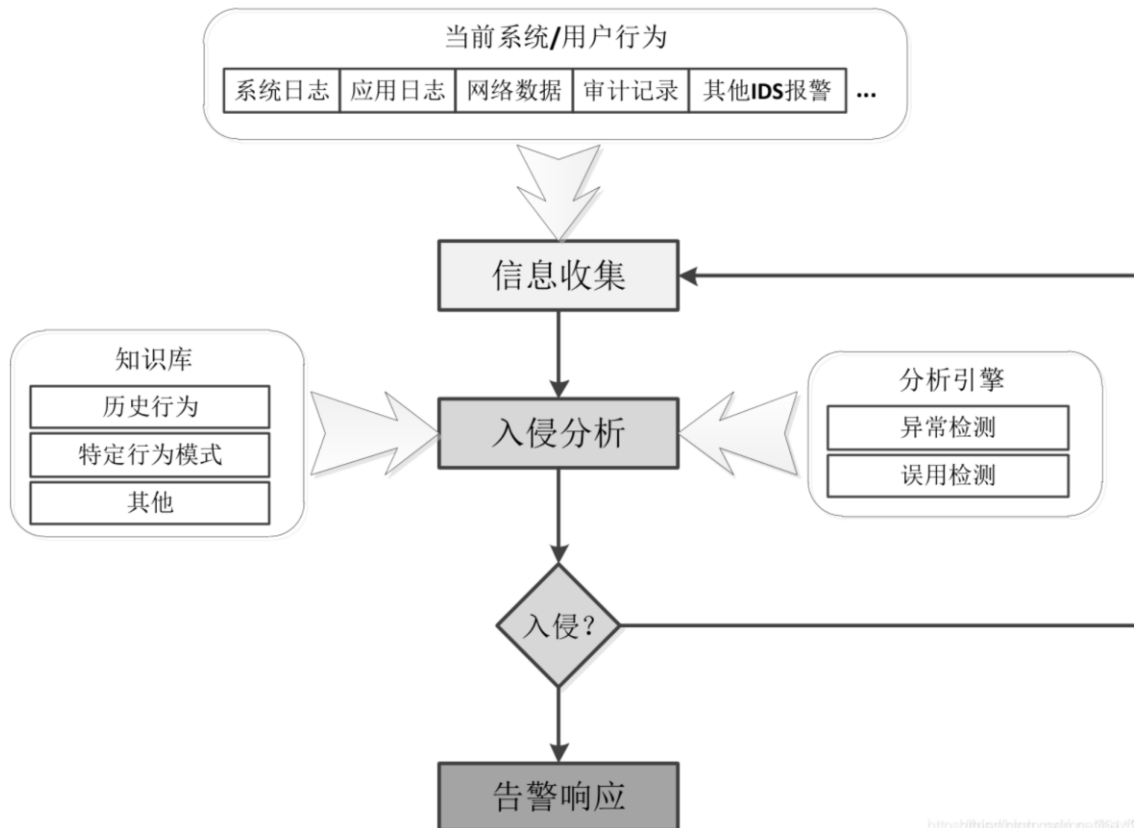 当前系统/用户行为
系统日志 应用日志 网络数据 审计记录 其他IDS报警 ...
信息收集
知识库
历史行为
特定行为模式
其他
入侵分析
分析引擎
异常检测
误用检测
入侵?
告警响应